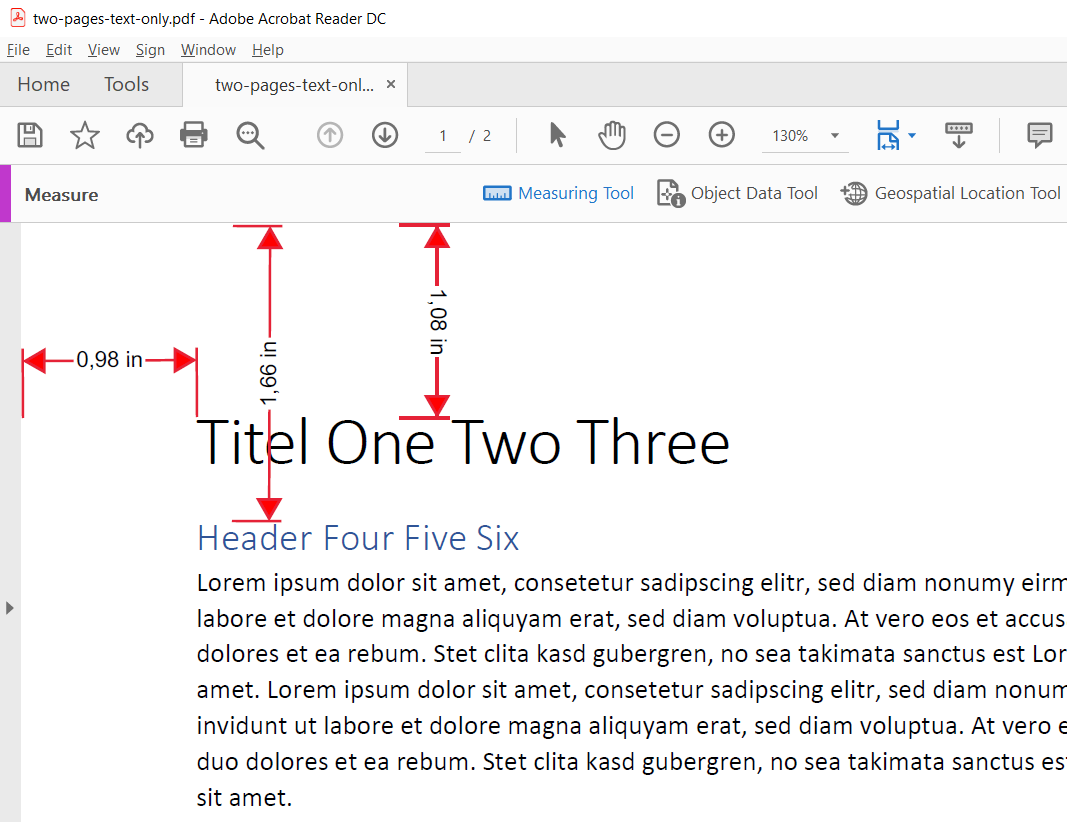 two-pages-text-only.pdf - Adobe Acrobat Reader DC
File Edit View Sign Window Help
Home Tools two-pages-text-onl... ×
1 / 2 130%
Measure Measuring Tool Object Data Tool Geospatial Location Tool
1,08 in
0,98 in
1,66 in
Titel One Two Three
Header Four Five Six
Lorem ipsum dolor sit amet, consetetur sadipscing elitr, sed diam nonumy eirm
labore et dolore magna aliquyam erat, sed diam voluptua. At vero eos et accus
dolores et ea rebum. Stet clita kasd gubergren, no sea takimata sanctus est Lor
amet. Lorem ipsum dolor sit amet, consetetur sadipscing elitr, sed diam nonum
invidunt ut labore et dolore magna aliquyam erat, sed diam voluptua. At vero e
duo dolores et ea rebum. Stet clita kasd gubergren, no sea takimata sanctus est
sit amet.